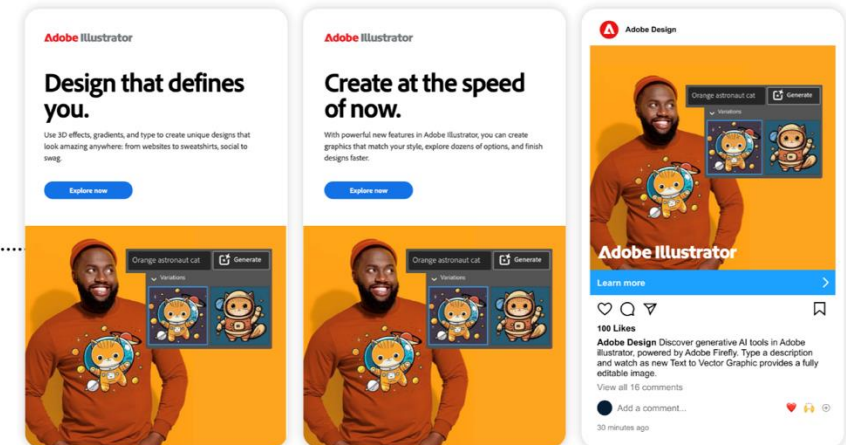 Adobe Illustrator
Design that defines
you.
Use 3D effects, gradients, and type to create unique designs that
look amazing anywhere: from websites to sweatshirts, social to
swag.
Explore now
Orange astronaut cat
Generate
Variations
Adobe Illustrator
Create at the speed
of now.
With powerful new features in Adobe Illustrator, you can create
graphics that match your style, explore dozens of options, and finish
designs faster.
Explore now
Orange astronaut cat
Generate
Variations
Adobe Design
Orange astronaut cat
Generate
Variations
Adobe Illustrator
Learn more
100 Likes
Adobe Design Discover generative AI tools in Adobe
illustrator, powered by Adobe Firefly. Type a description
and watch as new Text to Vector Graphic provides a fully
editable image.
View all 16 comments
Add a comment...
30 minutes ago